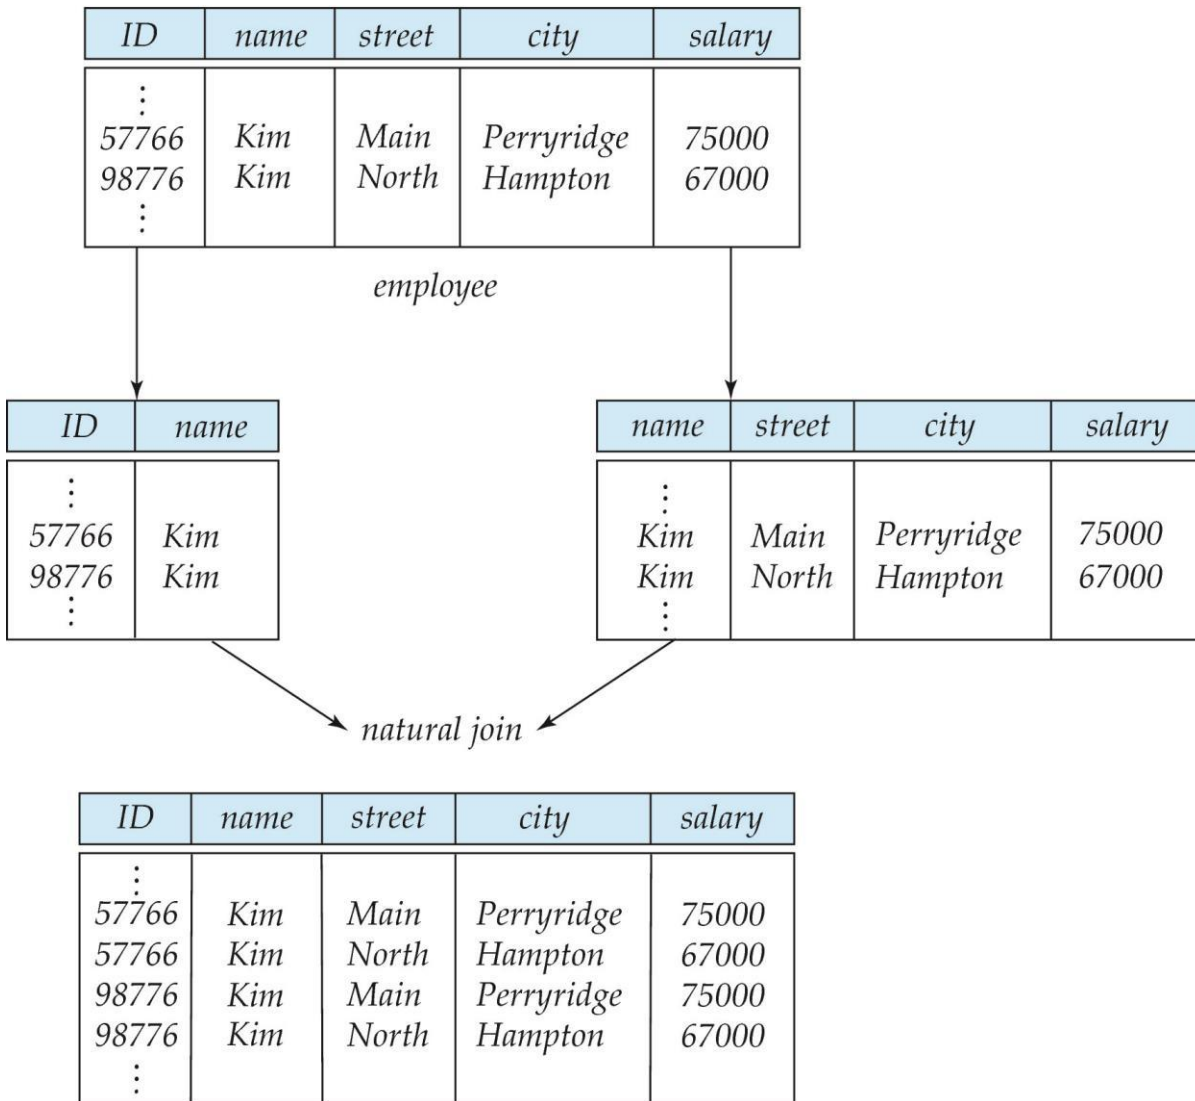 ID name street city salary
⋮
57766 Kim Main Perryridge 75000
98776 Kim North Hampton 67000
⋮
employee
ID name
⋮
57766 Kim
98776 Kim
⋮
name street city salary
⋮
Kim Main Perryridge 75000
Kim North Hampton 67000
⋮
natural join
ID name street city salary
⋮
57766 Kim Main Perryridge 75000
57766 Kim North Hampton 67000
98776 Kim Main Perryridge 75000
98776 Kim North Hampton 67000
⋮